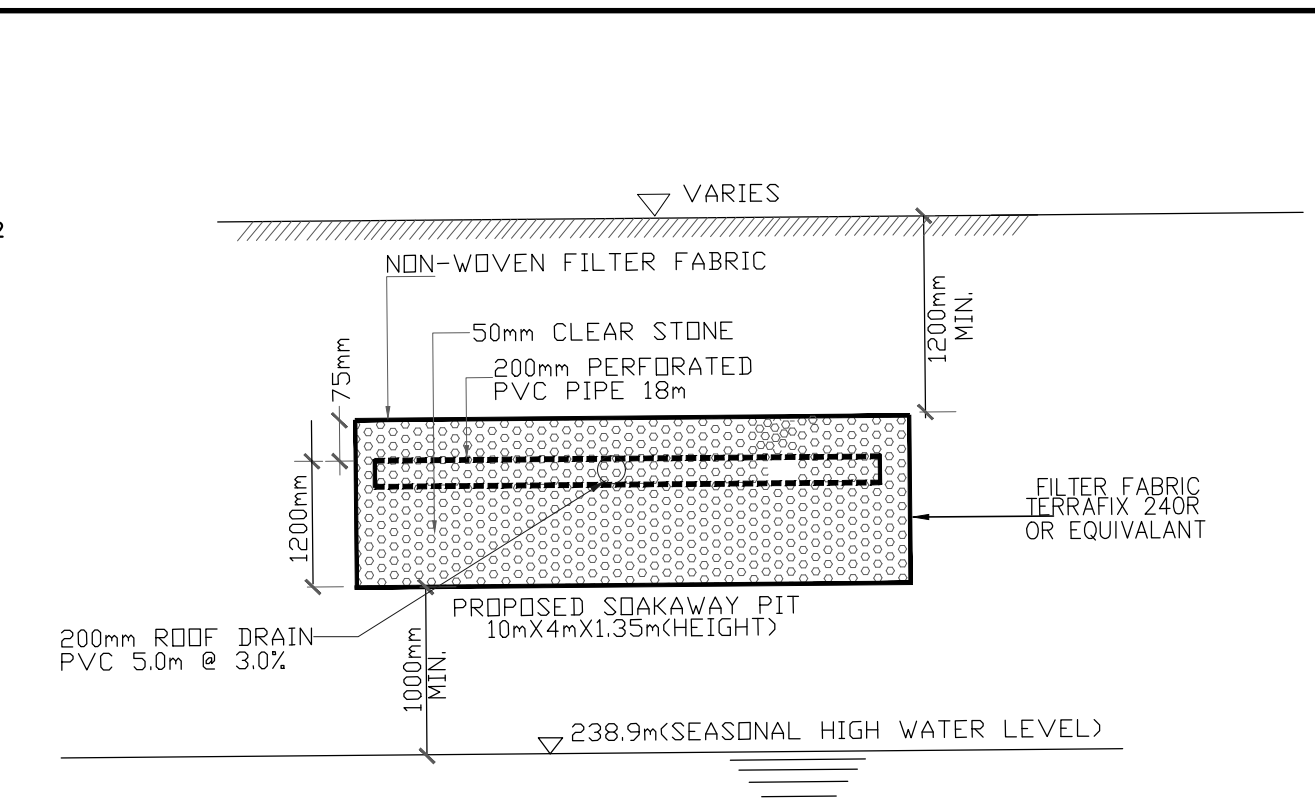 VARIES
2
NON-WOVEN FILTER FABRIC
1200mm
MIN.
50mm CLEAR STONE
75mm
200mm PERFORATED
PVC PIPE 18m
1200mm
FILTER FABRIC
TERRAFIX 240R
OR EQUIVALANT
PROPOSED SOAKAWAY PIT
10mX4mX1.35m(HEIGHT)
200mm ROOF DRAIN
PVC 5.0m @ 3.0%
1000mm
MIN.
238.9m(SEASONAL HIGH WATER LEVEL)